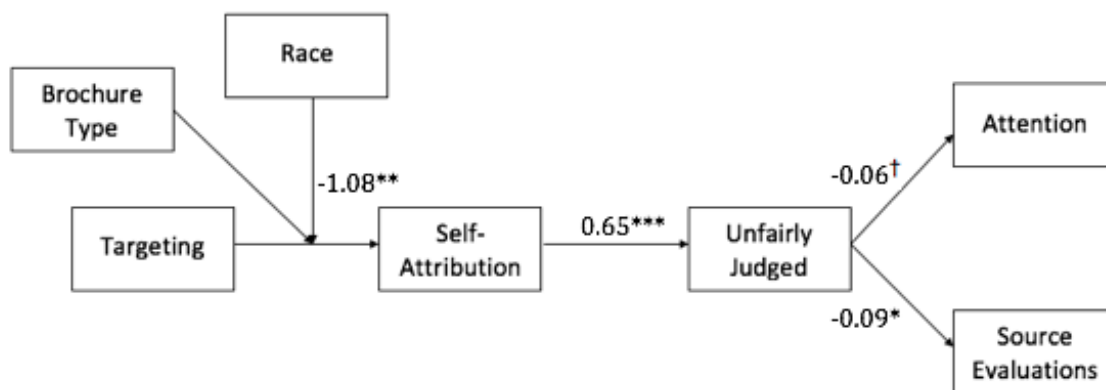 Race
Brochure
Type
Attention
-1.08**
-0.06†
Targeting
Self-
Attribution
0.65***
Unfairly
Judged
-0.09*
Source
Evaluations